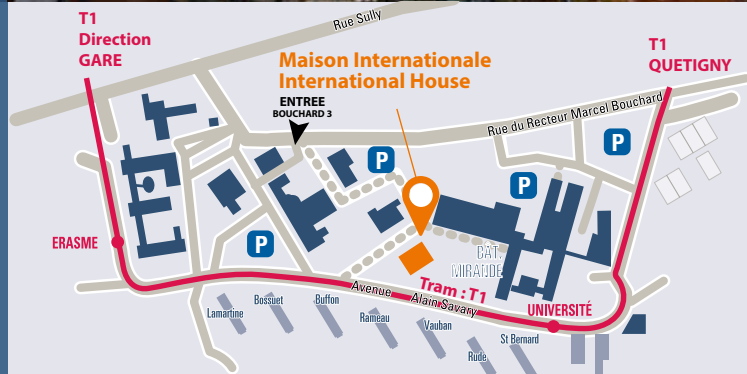 T1
Direction
GARE
Rue Sully
T1
QUETIGNY
Maison Internationale
International House
ENTREE
BOUCHARD 3
Rue du Recteur Marcel Bouchard
P
P
P
P
ERASME
BÂT.
MIRANDE
Tram : T1
Avenue Alain Savary
UNIVERSITÉ
Lamartine
Bossuet
Buffon
Rameau
Vauban
Rude
St Bernard